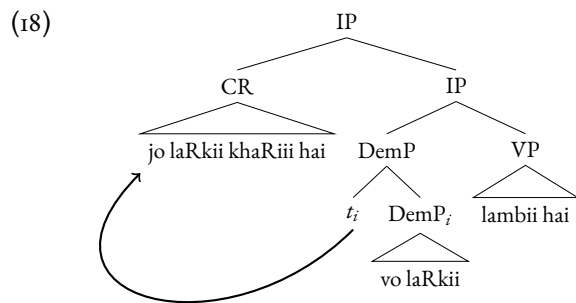 (18)
IP
CR IP
jo laRkii khaRiii hai DemP VP
t_i DemP_i lambii hai
vo laRkii